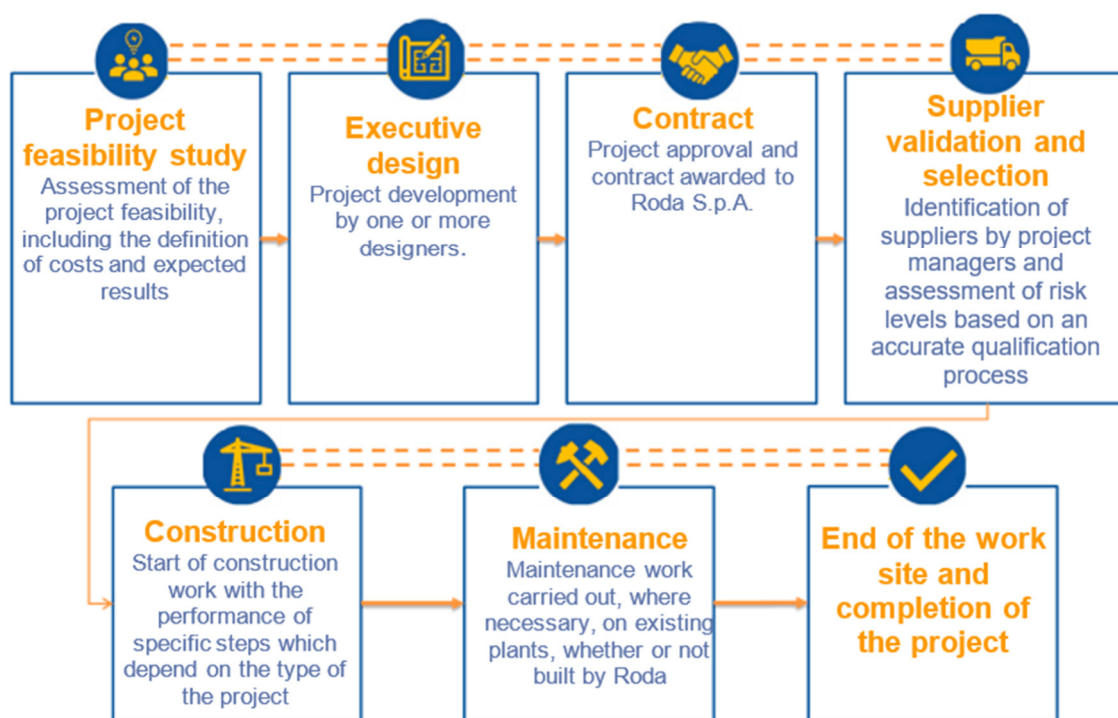 Project
feasibility study
Assessment of the
project feasibility,
including the definition
of costs and expected
results
Executive
design
Project development
by one or more
designers.
Contract
Project approval and
contract awarded to
Roda S.p.A.
Supplier
validation and
selection
Identification of
suppliers by project
managers and
assessment of risk
levels based on an
accurate qualification
process
Construction
Start of construction
work with the
performance of
specific steps which
depend on the type of
the project
Maintenance
Maintenance work
carried out, where
necessary, on existing
plants, whether or not
built by Roda
End of the work
site and
completion of
the project